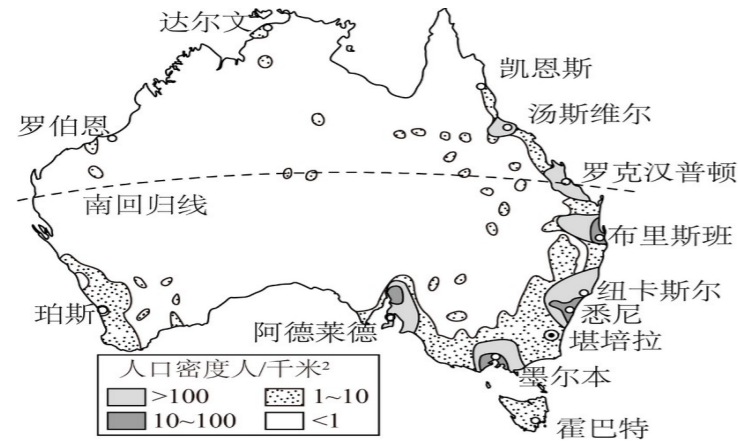 达尔文
凯恩斯
汤斯维尔
罗伯恩
罗克汉普顿
南回归线
布里斯班
纽卡斯尔
珀斯
悉尼
阿德莱德
堪培拉
人口密度人/千米²
>100
1~10
墨尔本
10~100
<1
霍巴特